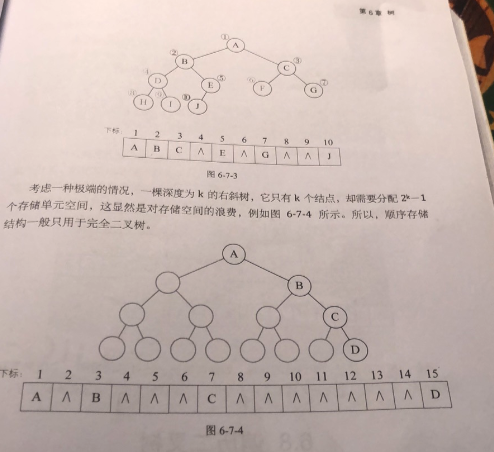 第6章 树
① A
② B
③ C
④ D
⑤ E
⑥ F
⑦ G
⑧ H
⑨ I
⑩ J
下标: 1 2 3 4 5 6 7 8 9 10
A B C ∧ E ∧ G ∧ ∧ J
图 6-7-3
考虑一种极端的情况，一棵深度为 k 的右斜树，它只有 k 个结点，却需要分配 2ᵏ—1
个存储单元空间，这显然是对存储空间的浪费，例如图 6-7-4 所示。所以，顺序存储
结构一般只用于完全二叉树。
A
B
C
D
下标: 1 2 3 4 5 6 7 8 9 10 11 12 13 14 15
A ∧ B ∧ ∧ ∧ C ∧ ∧ ∧ ∧ ∧ ∧ ∧ D
图 6-7-4